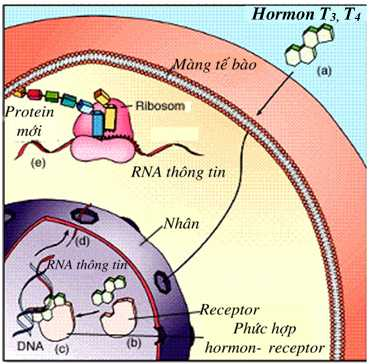 Hormon T3, T4
(a)
Màng tế bào
Protein
mới
Ribosom
(e)
RNA thông tin
Nhân
(d)
RNA thông tin
Receptor
Phức hợp
hormon- receptor
DNA
(c)
(b)